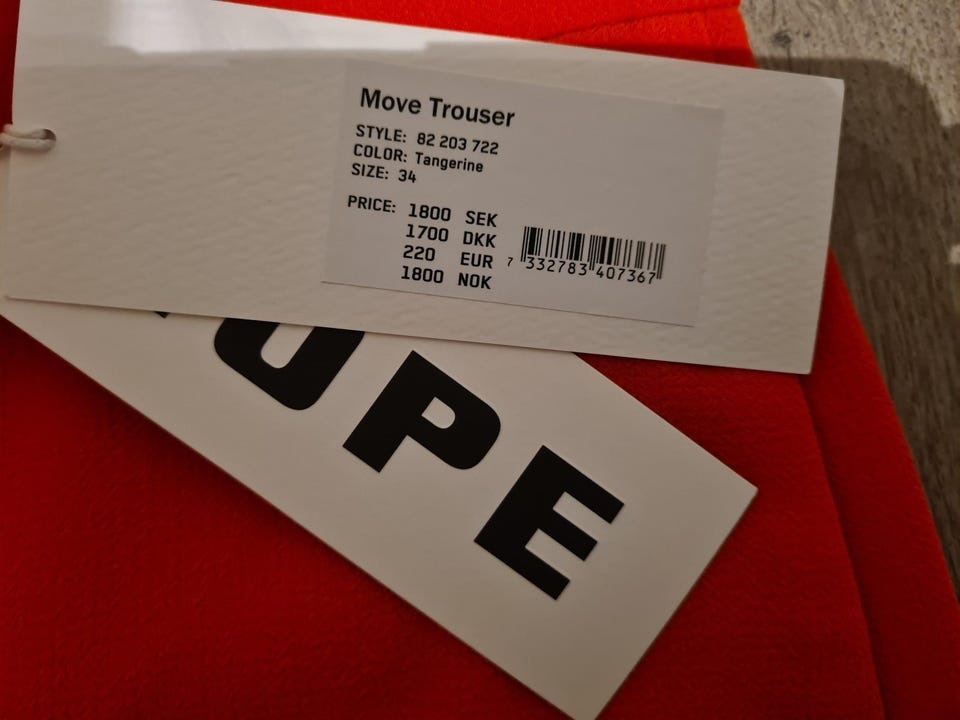 Move Trouser
STYLE: 82 203 722
COLOR: Tangerine
SIZE: 34
PRICE: 1800 SEK
1700 DKK
220 EUR
1800 NOK
7 332783 407367
OPE